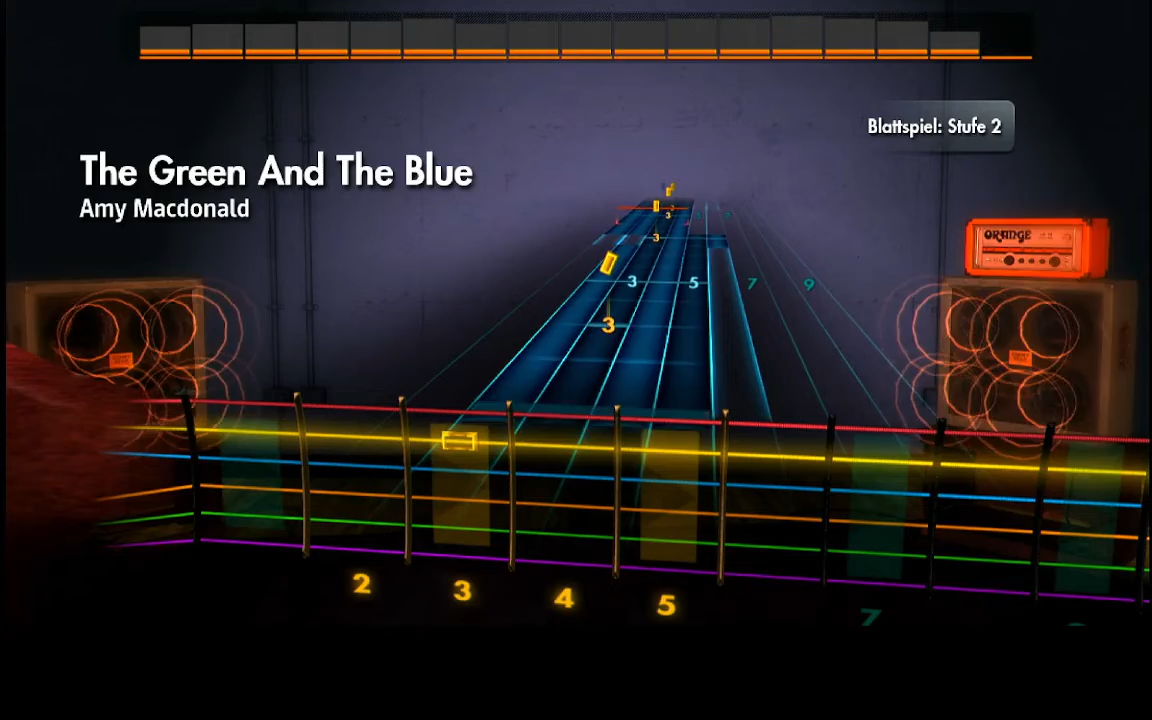 Blattspiel: Stufe 2
The Green And The Blue
Amy Macdonald
ORANGE
3
3
3 5 7 9
3
2 3 4 5
7